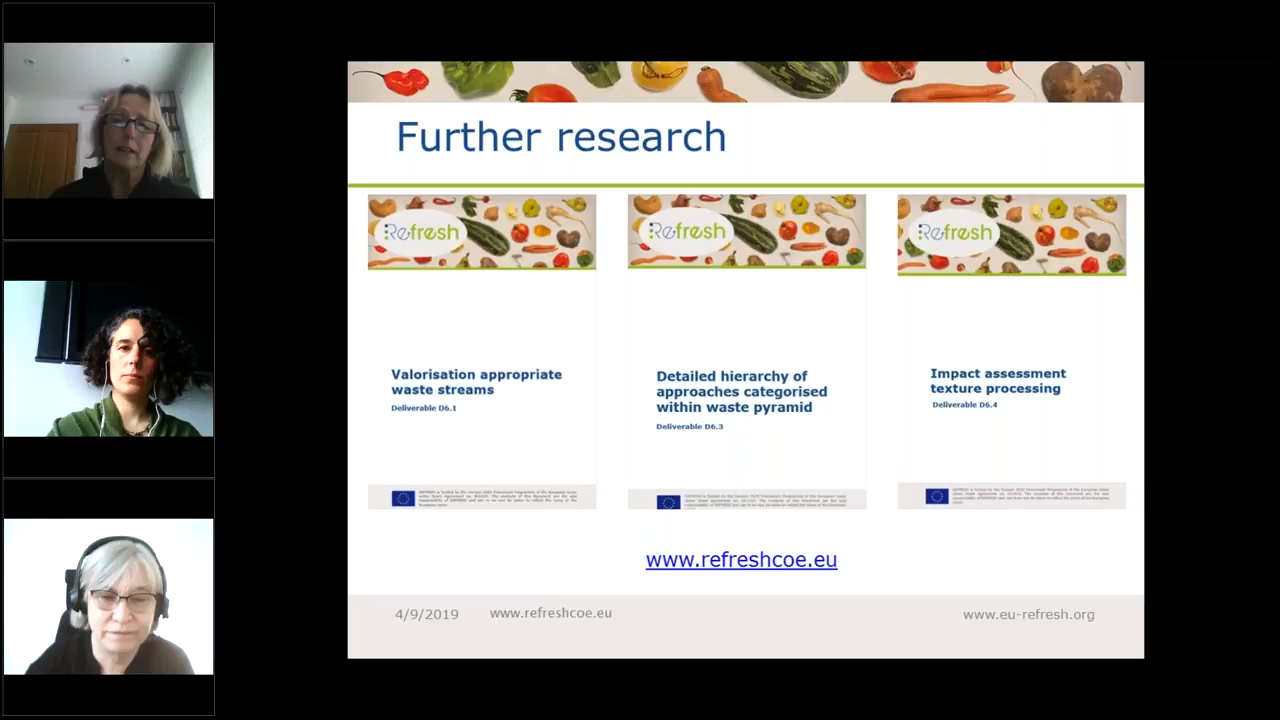 Further research
Refresh
Refresh
Refresh
Valorisation appropriate
waste streams
Deliverable D6.1
Detailed hierarchy of
approaches categorised
within waste pyramid
Deliverable D6.3
Impact assessment
texture processing
Deliverable D6.4
www.refreshcoe.eu
4/9/2019
www.refreshcoe.eu
www.eu-refresh.org